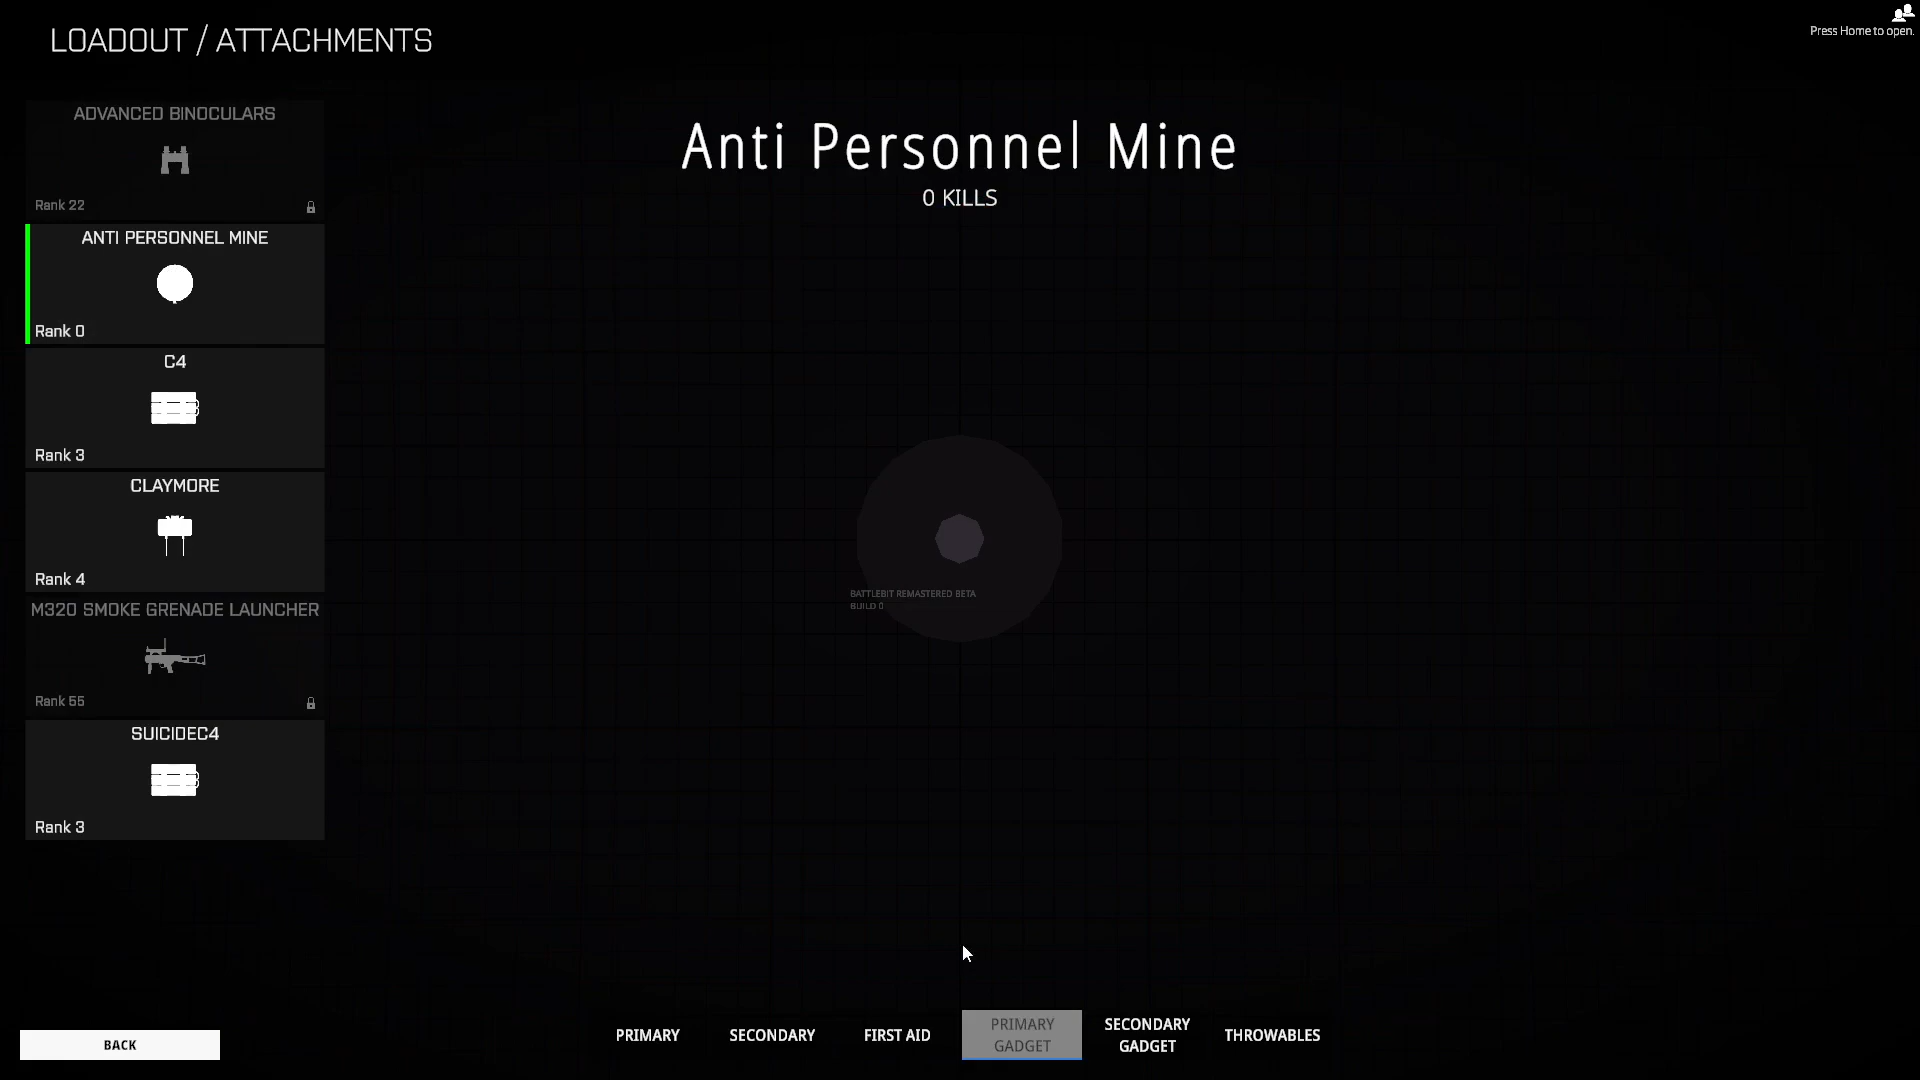 LOADOUT / ATTACHMENTS
Press Home to open.
ADVANCED BINOCULARS
Rank 22
ANTI PERSONNEL MINE
Rank 0
C4
Rank 3
CLAYMORE
Rank 4
M320 SMOKE GRENADE LAUNCHER
Rank 55
SUICIDEC4
Rank 3
Anti Personnel Mine
0 KILLS
BATTLEBIT REMASTERED BETA
BUILD 0
BACK
PRIMARY
SECONDARY
FIRST AID
PRIMARY
GADGET
SECONDARY
GADGET
THROWABLES